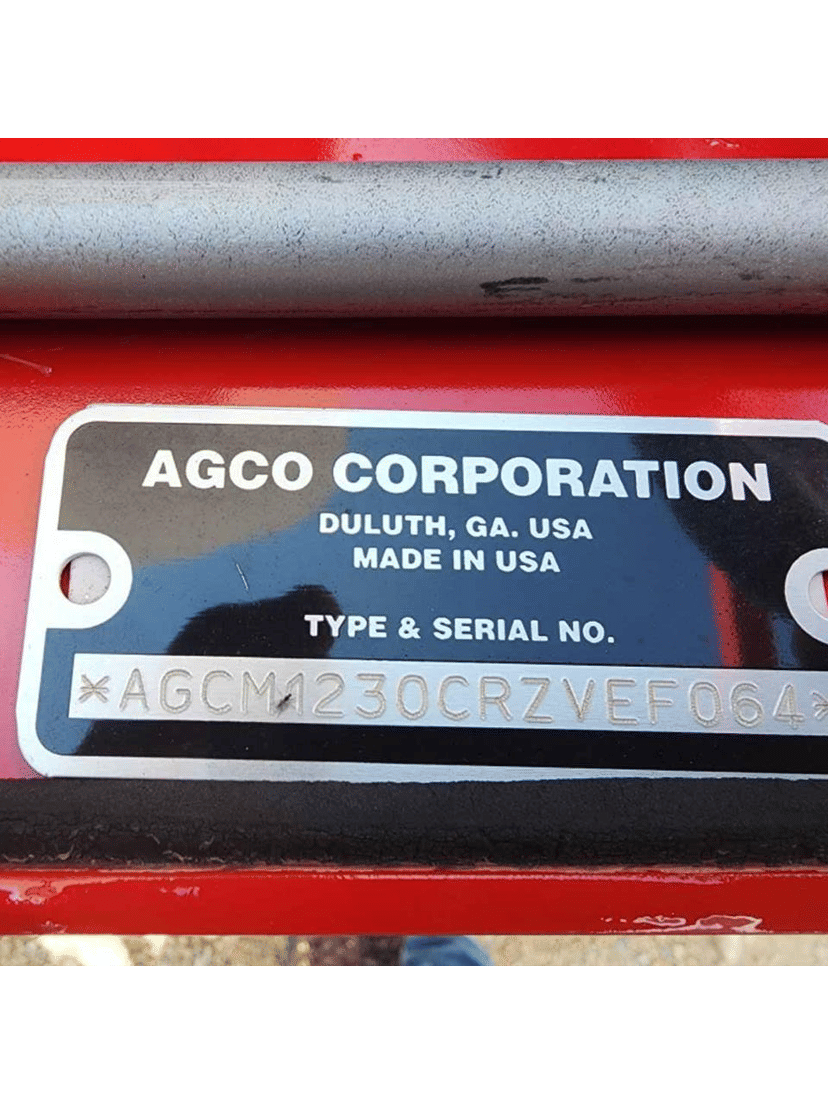 AGCO CORPORATION
DULUTH, GA. USA
MADE IN USA
TYPE & SERIAL NO.
*AGCM1230CRZVEF064*